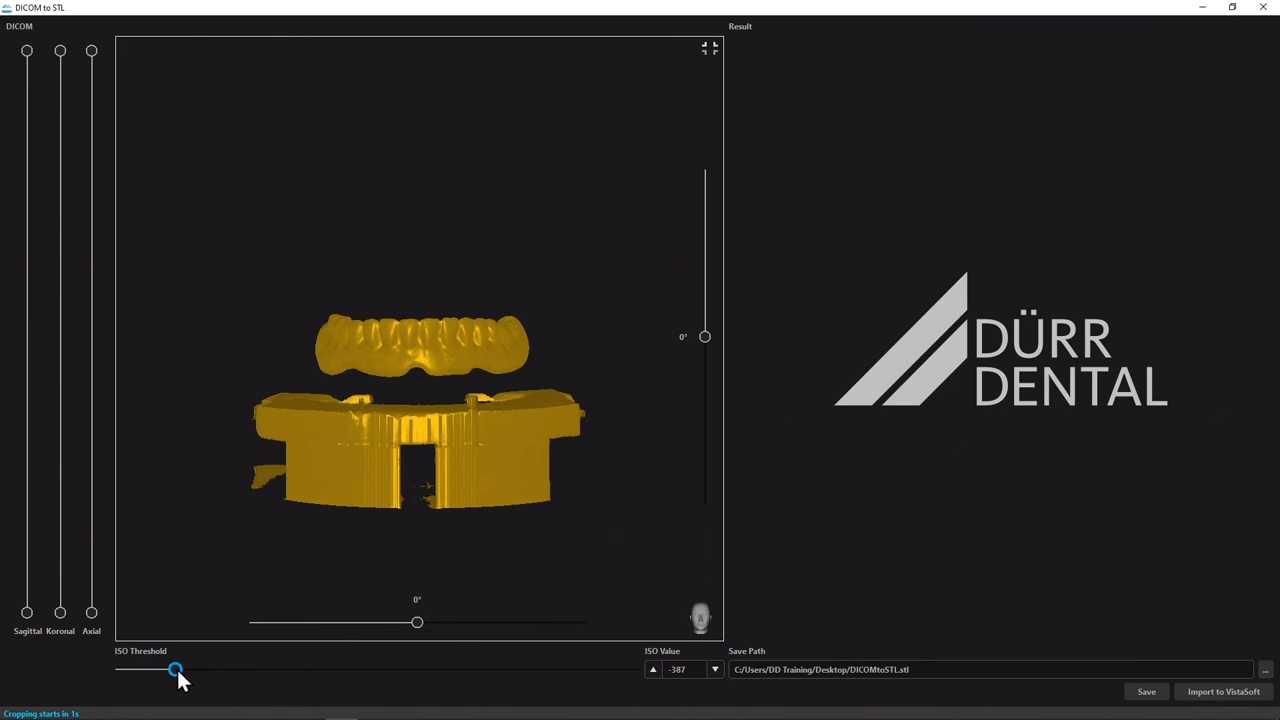 DICOM to STL
DICOM
Result
0°
DÜRR
DENTAL
0°
Sagittal Koronal Axial
ISO Threshold
ISO Value
Save Path
-387
C:/Users/DD Training/Desktop/DICOMtoSTL.stl
...
Save
Import to VistaSoft
Cropping starts in 1s